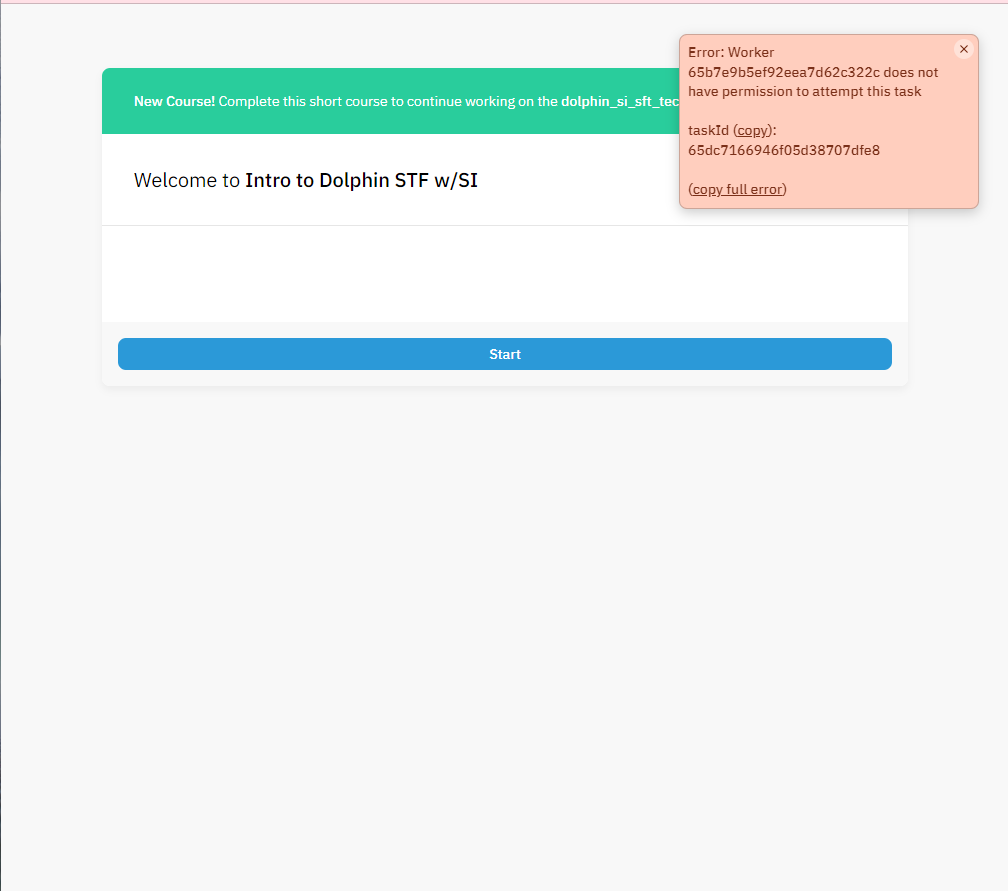 New Course! Complete this short course to continue working on the dolphin_si_sft_tec
Error: Worker
65b7e9b5ef92eea7d62c322c does not
have permission to attempt this task
taskId (copy):
65dc7166946f05d38707dfe8
(copy full error)
Welcome to Intro to Dolphin STF w/SI
Start